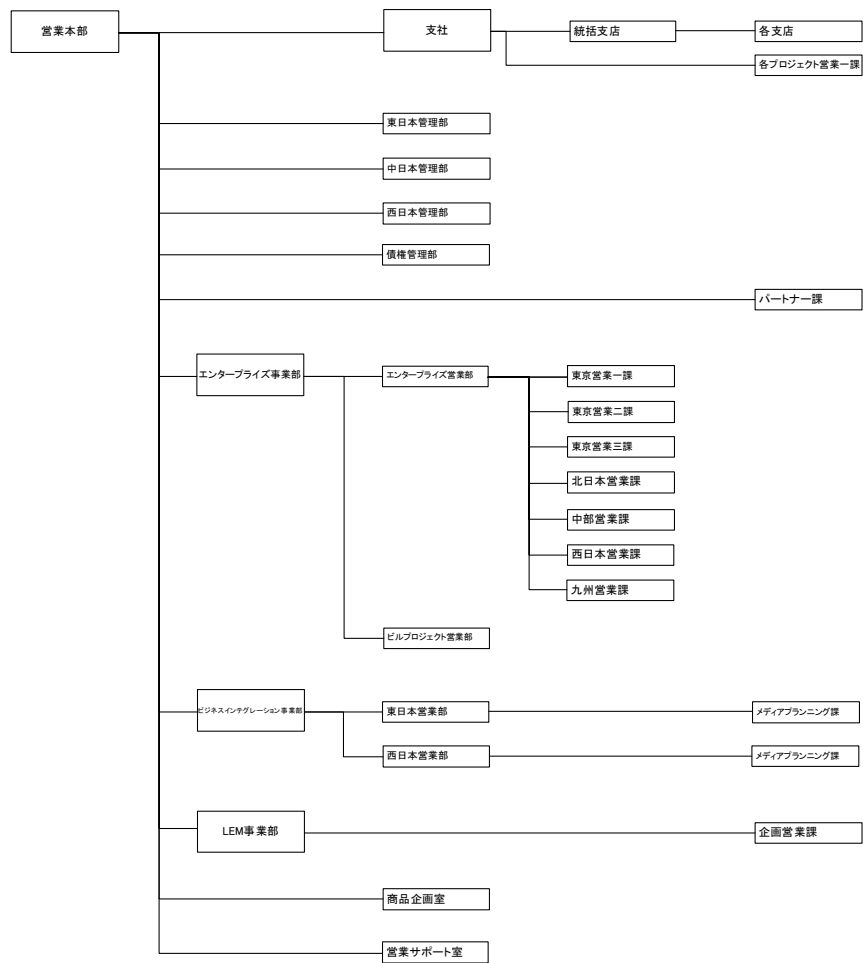 営業本部
支社
統括支店
各支店
各プロジェクト営業一課
東日本管理部
中日本管理部
西日本管理部
債権管理部
パートナー課
エンタープライズ事業部
エンタープライズ営業部
東京営業一課
東京営業二課
東京営業三課
北日本営業課
中部営業課
西日本営業課
九州営業課
ビルプロジェクト営業部
ビジネスインテグレーション事業部
東日本営業部
メディアプランニング課
西日本営業部
メディアプランニング課
LEM事業部
企画営業課
商品企画室
営業サポート室